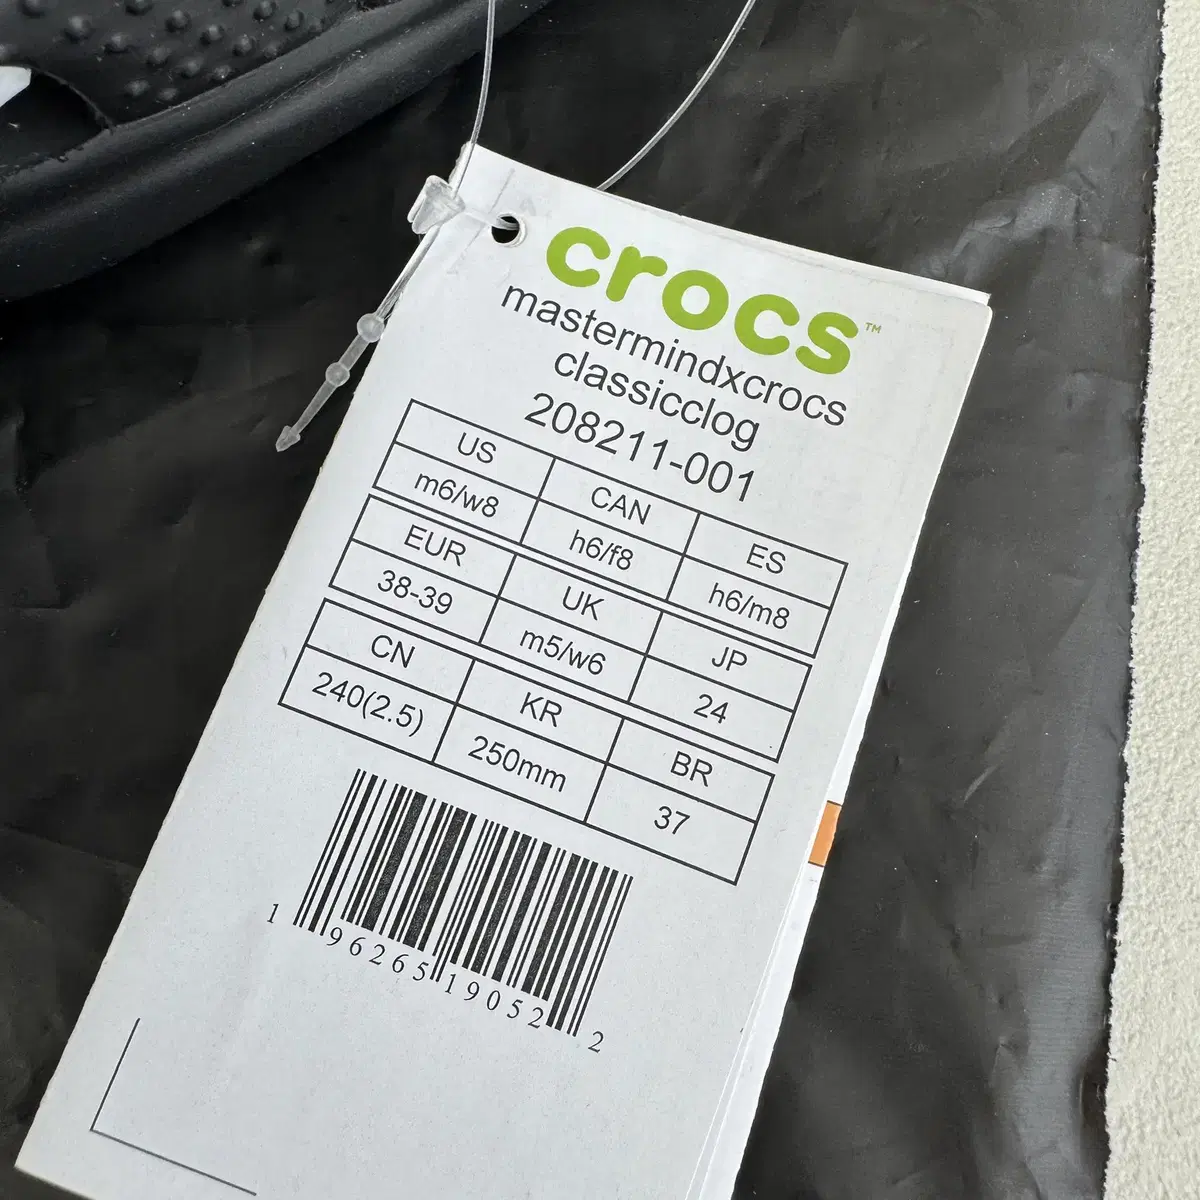 crocs™
mastermindxcrocs
classicclog
208211-001
US CAN ES
m6/w8 h6/f8 h6/m8
EUR UK JP
38-39 m5/w6 24
CN KR BR
240(2.5) 250mm 37
1 96265 19052 2